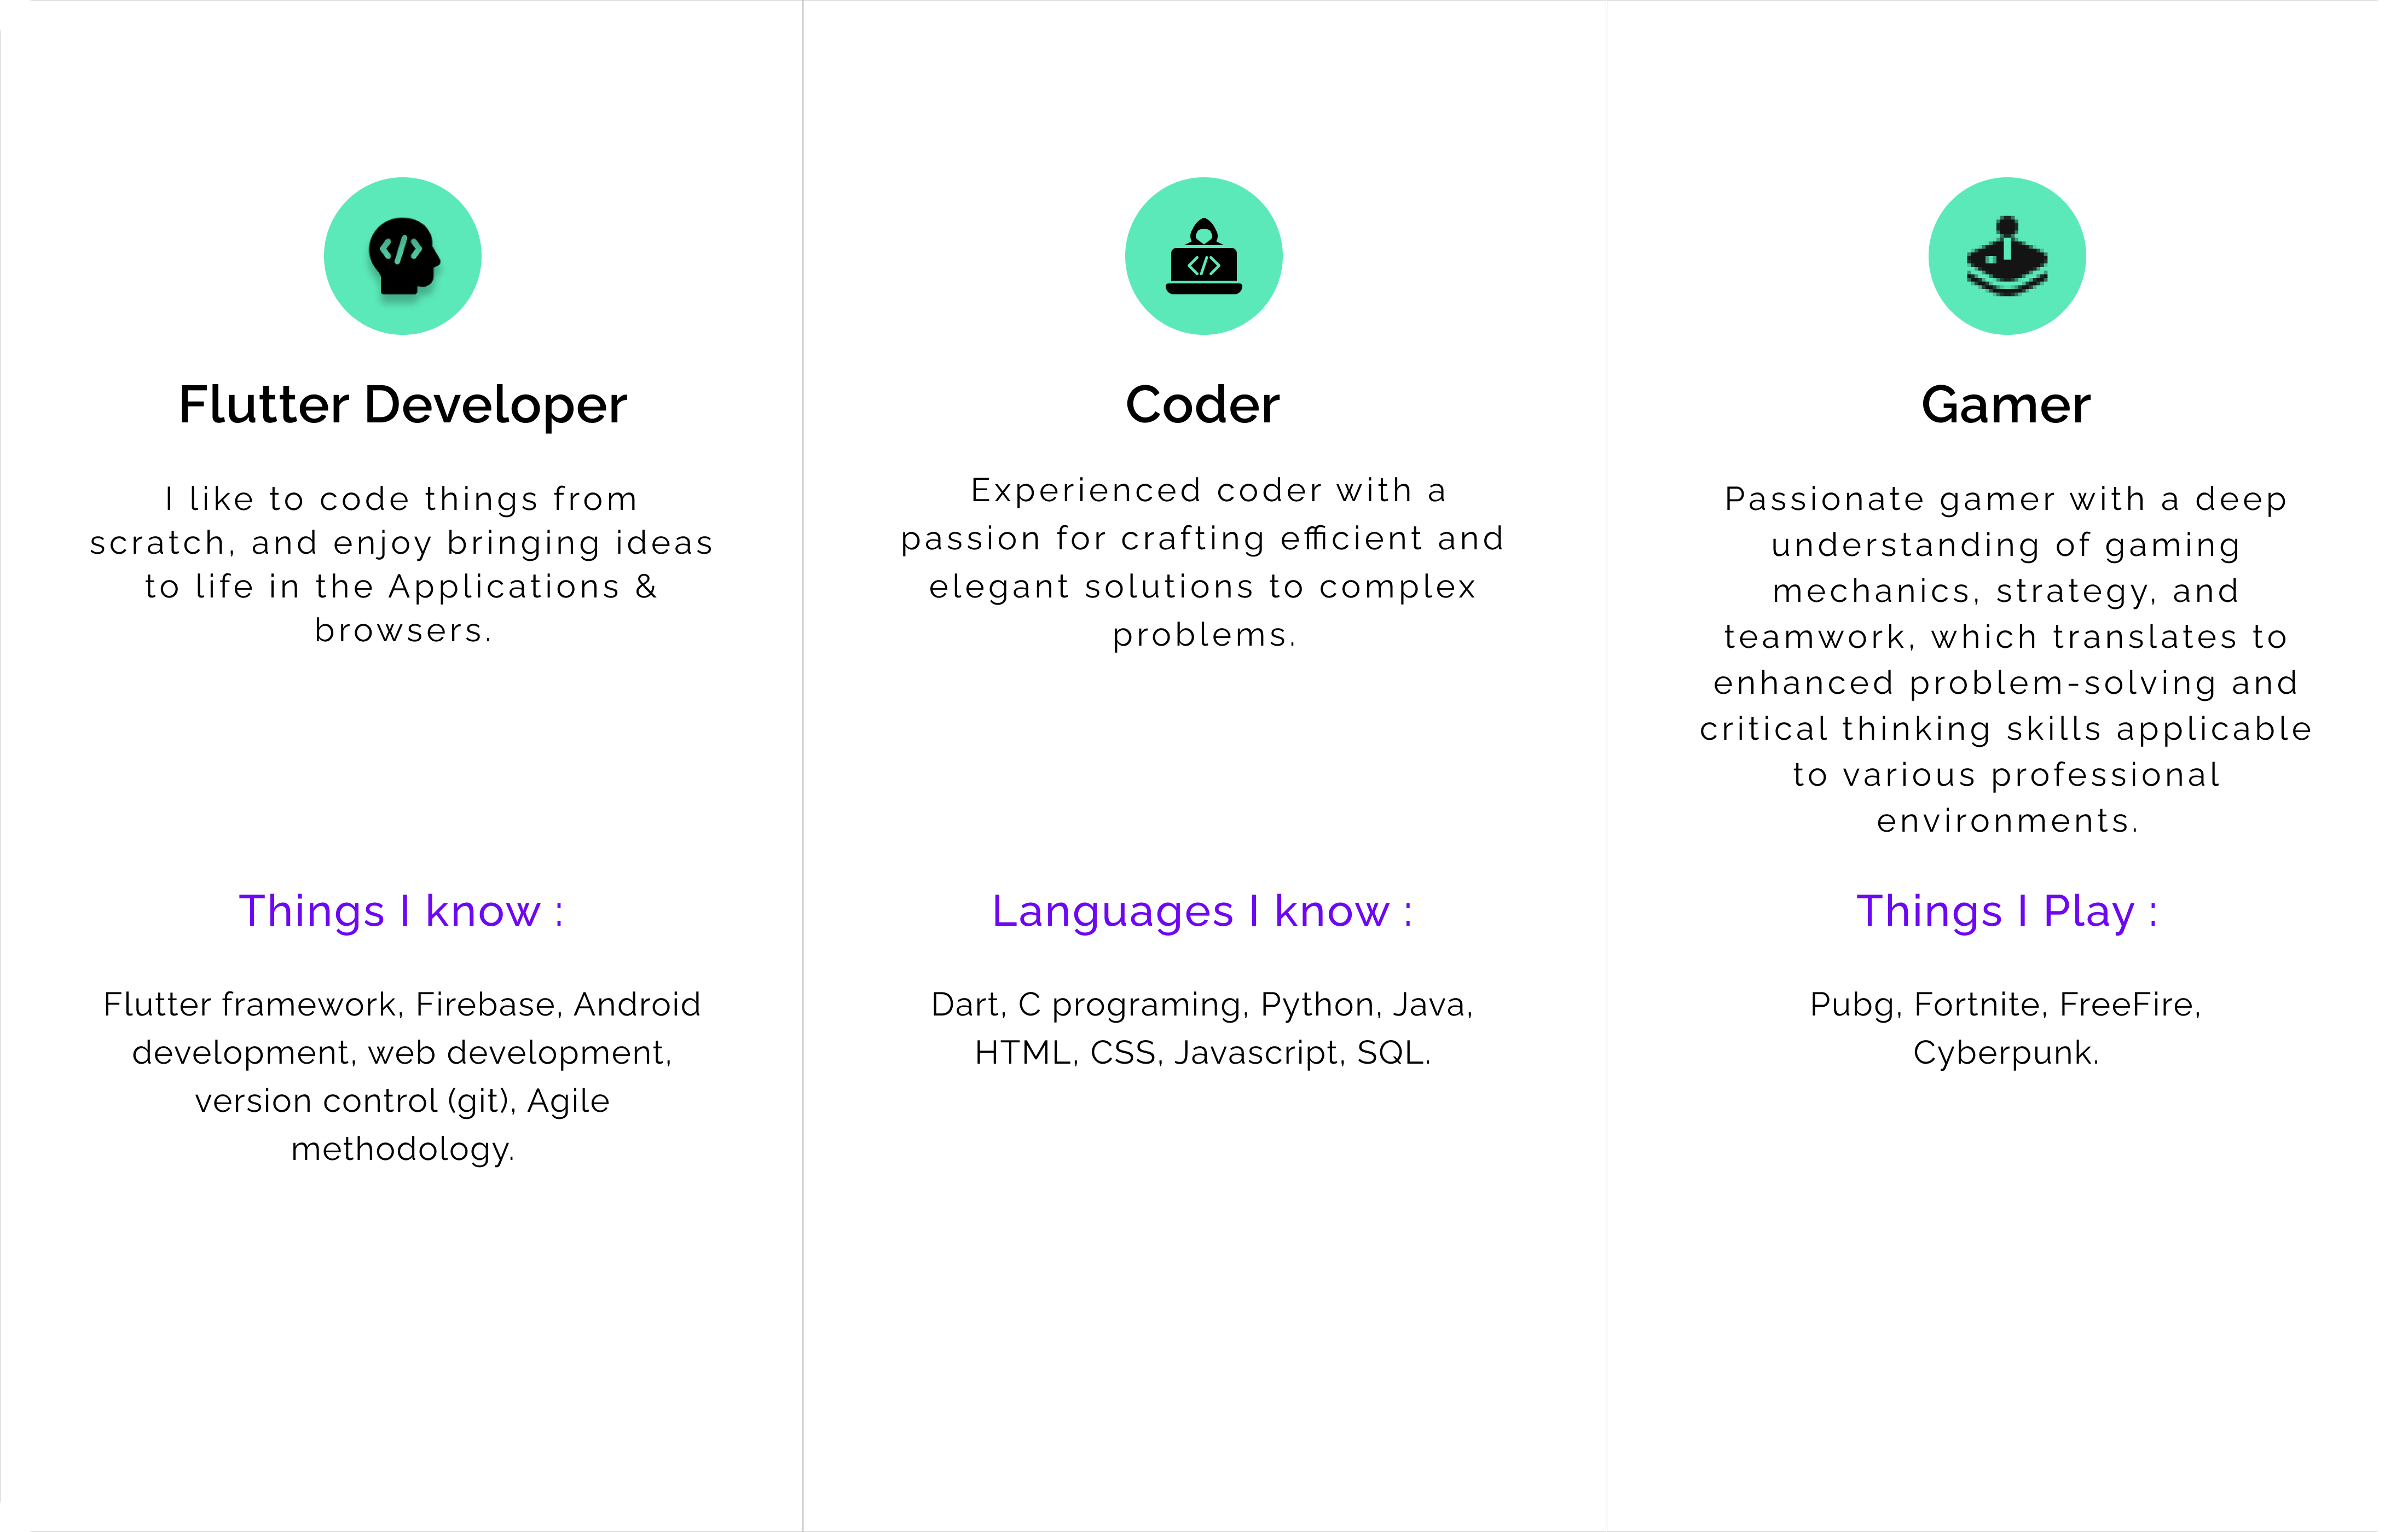 Flutter Developer
I like to code things from
scratch, and enjoy bringing ideas
to life in the Applications &
browsers.
Things I know :
Flutter framework, Firebase, Android
development, web development,
version control (git), Agile
methodology.
Coder
Experienced coder with a
passion for crafting efficient and
elegant solutions to complex
problems.
Languages I know :
Dart, C programing, Python, Java,
HTML, CSS, Javascript, SQL.
Gamer
Passionate gamer with a deep
understanding of gaming
mechanics, strategy, and
teamwork, which translates to
enhanced problem-solving and
critical thinking skills applicable
to various professional
environments.
Things I Play :
Pubg, Fortnite, FreeFire,
Cyberpunk.